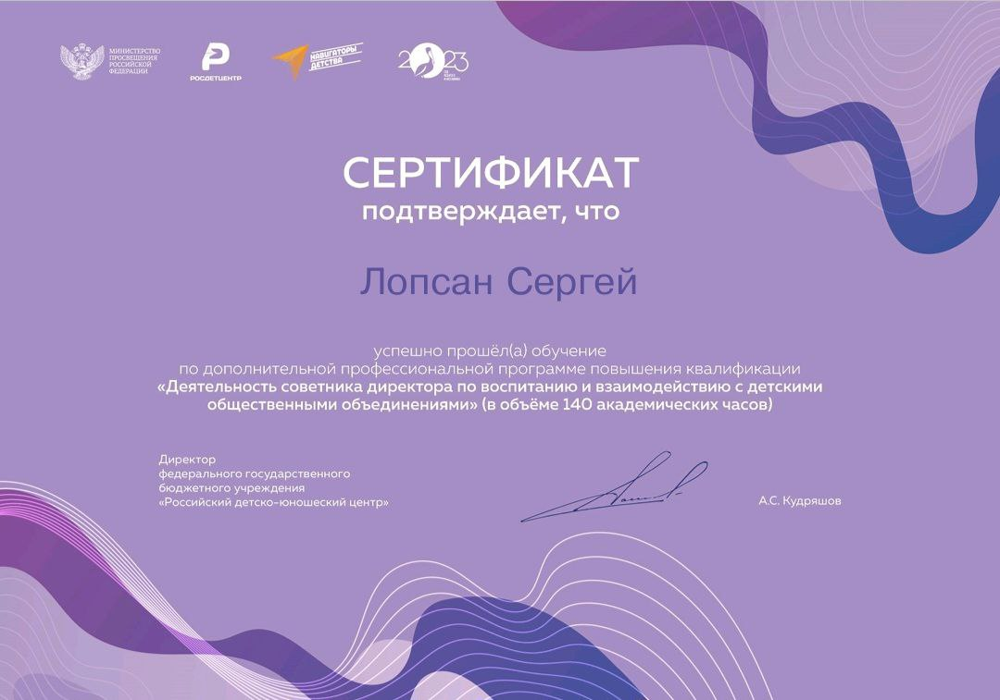 МИНИСТЕРСТВО
ПРОСВЕЩЕНИЯ
РОССИЙСКОЙ
ФЕДЕРАЦИИ
РОСДЕТЦЕНТР
НАВИГАТОРЫ
ДЕТСТВА
2023
СЕРТИФИКАТ
подтверждает, что
Лопсан Сергей
успешно прошёл(а) обучение
по дополнительной профессиональной программе повышения квалификации
«Деятельность советника директора по воспитанию и взаимодействию с детскими
общественными объединениями» (в объёме 140 академических часов)
Директор
федерального государственного
бюджетного учреждения
«Российский детско-юношеский центр»
А.С. Кудряшов